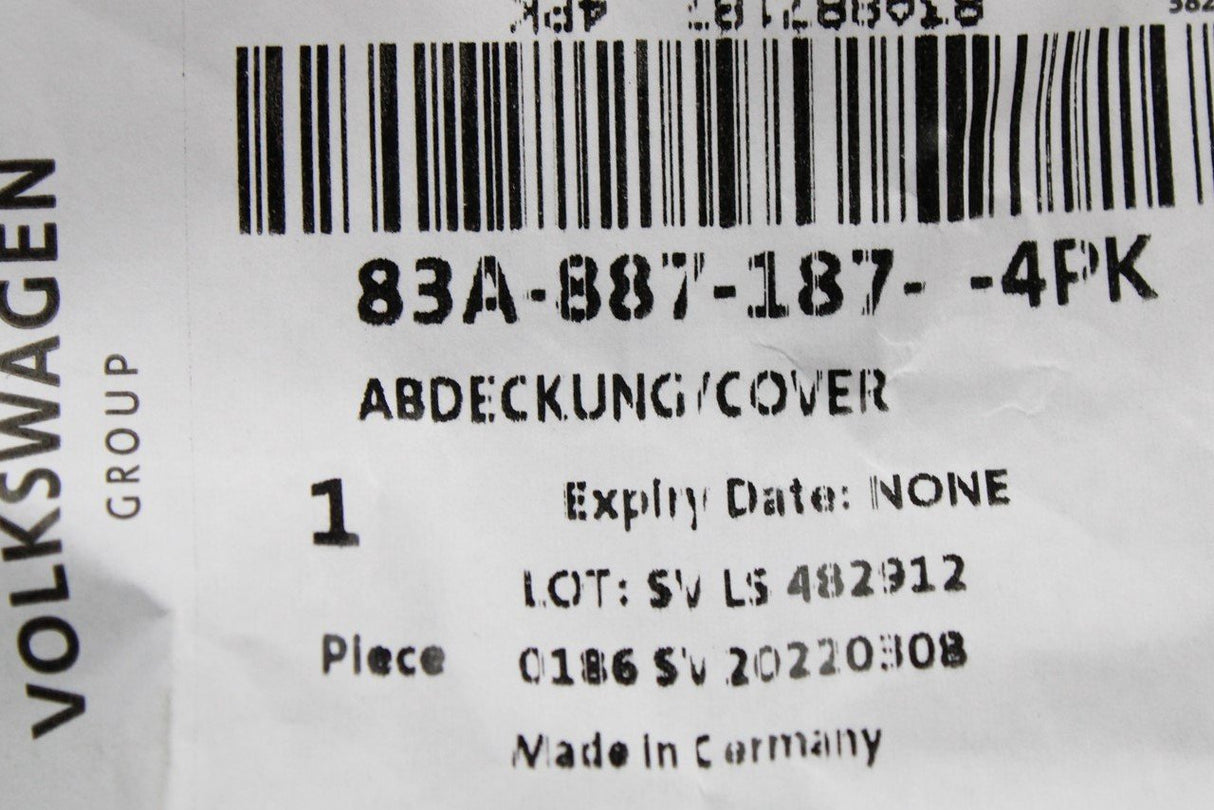 83A-887-187- -4PK
ABDECKUNG/COVER
1
Expiry Date: NONE
LOT: SV LS 482912
Piece
0186 SV 20220308
Made in Germany
VOLKSWAGEN
GROUP